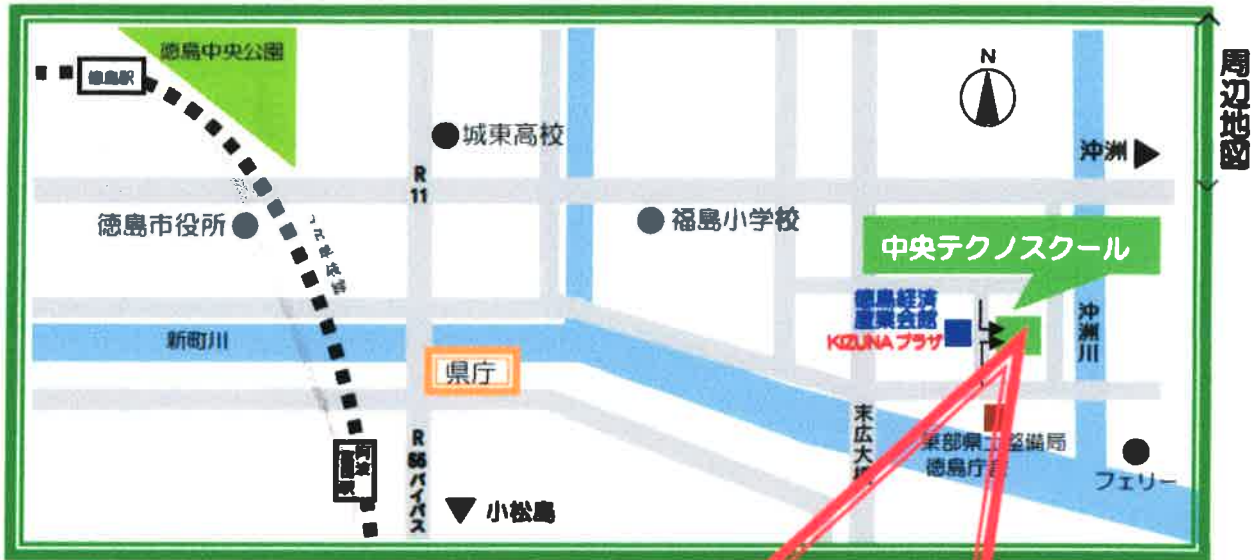 周辺地図
徳島中央公園
徳島駅
N
城東高校
沖洲
R
11
徳島市役所
福島小学校
中央テクノスクール
徳島経済
産業会館
KIZUNAプラザ
沖洲川
新町川
県庁
末広大橋
東部県土整備局
徳島庁舎
フェリー
R
55バイパス
小松島